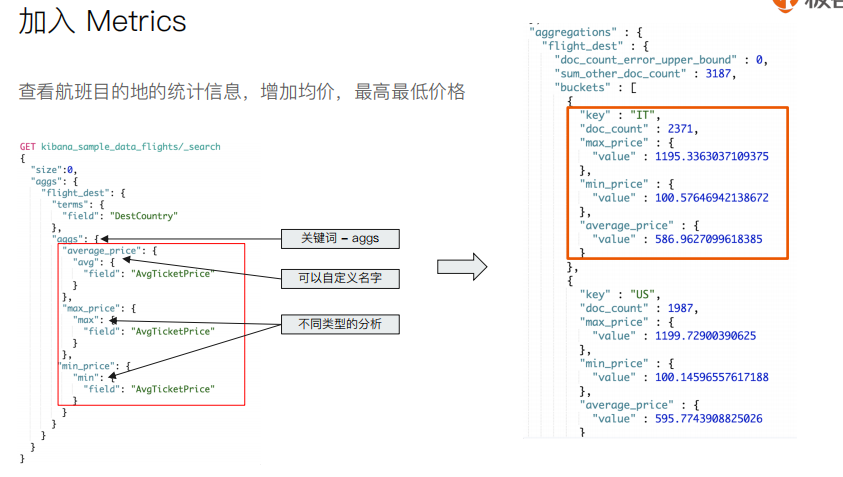 加入 Metrics
查看航班目的地的统计信息，增加均价，最高最低价格
GET kibana_sample_data_flights/_search
{
"size":0,
"aggs": {
"flight_dest": {
"terms": {
"field": "DestCountry"
},
"aggs": {
"average_price": {
"avg": {
"field": "AvgTicketPrice"
}
},
"max_price": {
"max": {
"field": "AvgTicketPrice"
}
},
"min_price": {
"min": {
"field": "AvgTicketPrice"
}
}
}
}
}
}
关键词 – aggs
可以自定义名字
不同类型的分析
"aggregations" : {
"flight_dest" : {
"doc_count_error_upper_bound" : 0,
"sum_other_doc_count" : 3187,
"buckets" : [
{
"key" : "IT",
"doc_count" : 2371,
"max_price" : {
"value" : 1195.3363037109375
},
"min_price" : {
"value" : 100.57646942138672
},
"average_price" : {
"value" : 586.9627099618385
}
},
{
"key" : "US",
"doc_count" : 1987,
"max_price" : {
"value" : 1199.72900390625
},
"min_price" : {
"value" : 100.14596557617188
},
"average_price" : {
"value" : 595.7743908825026
}